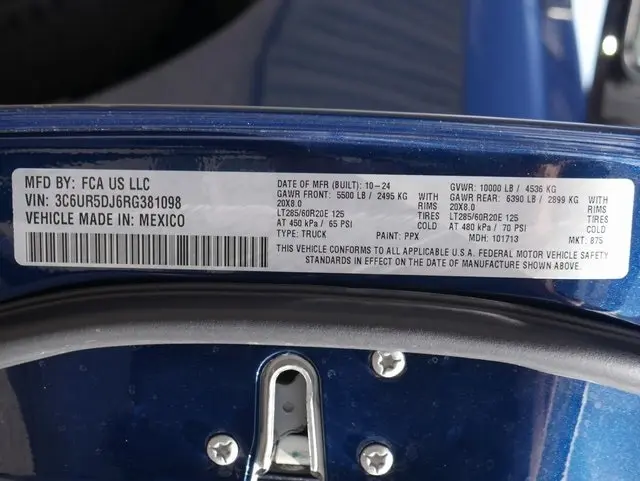 MFD BY: FCA US LLC
VIN: 3C6UR5DJ6RG381098
VEHICLE MADE IN: MEXICO
DATE OF MFR (BUILT): 10-24
GAWR FRONT: 5500 LB / 2495 KG WITH
20X8.0 RIMS
LT285/60R20E 125 TIRES
AT 450 kPa / 65 PSI COLD
TYPE: TRUCK PAINT: PPX
GVWR: 10000 LB / 4536 KG
GAWR REAR: 6390 LB / 2899 KG WITH
20X8.0 RIMS
LT285/60R20E 125 TIRES
AT 480 kPa / 70 PSI COLD
MDH: 101713 MKT: 875
THIS VEHICLE CONFORMS TO ALL APPLICABLE U.S.A. FEDERAL MOTOR VEHICLE SAFETY
STANDARDS IN EFFECT ON THE DATE OF MANUFACTURE SHOWN ABOVE.